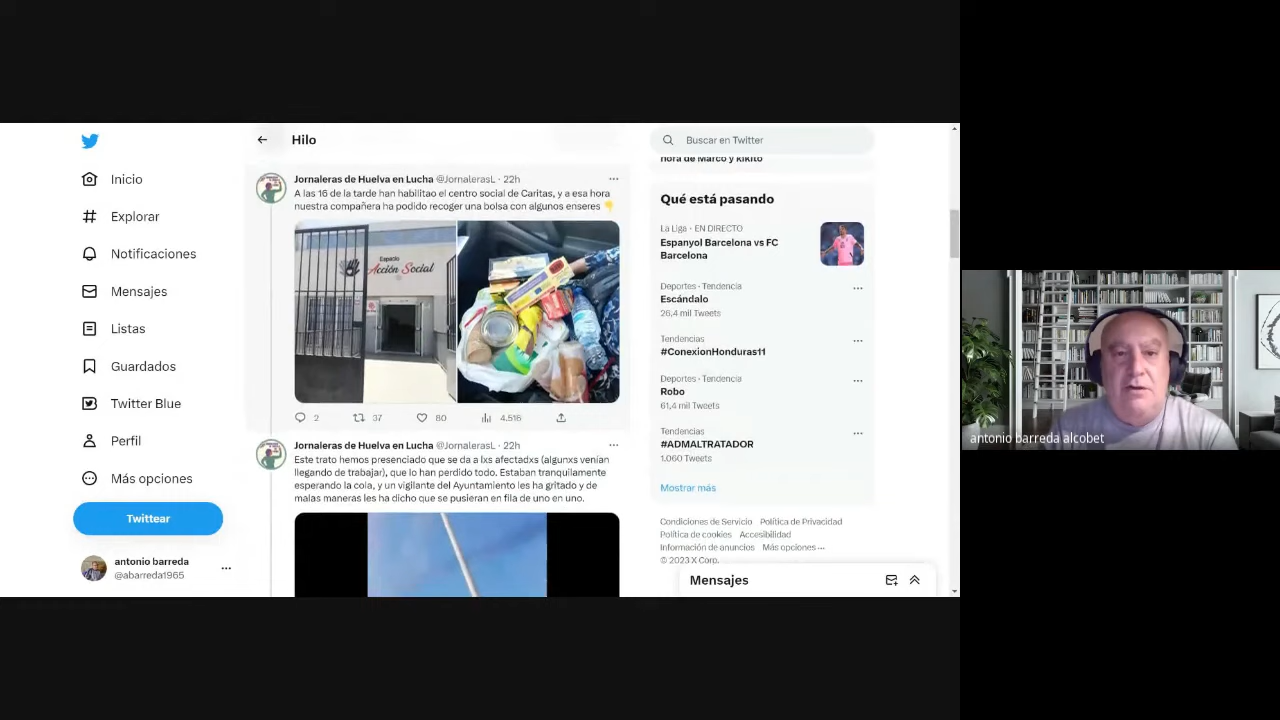 Inicio
Explorar
Notificaciones
Mensajes
Listas
Guardados
Twitter Blue
Perfil
Más opciones
Twittear
antonio barreda
@abarreda1965
Hilo
Jornaleras de Huelva en Lucha @JornalerasL · 22h
A las 16 de la tarde han habilitao el centro social de Caritas, y a esa hora
nuestra compañera ha podido recoger una bolsa con algunos enseres 👇
Espacio
Acción Social
2 37 80 4.516
Jornaleras de Huelva en Lucha @JornalerasL · 22h
Este trato hemos presenciado que se da a lxs afectadxs (algunxs venían
llegando de trabajar), que lo han perdido todo. Estaban tranquilamente
esperando la cola, y un vigilante del Ayuntamiento les ha gritado y de
malas maneras les ha dicho que se pusieran en fila de uno en uno.
Buscar en Twitter
hora de Marco y Kikito
Qué está pasando
La Liga · EN DIRECTO
Espanyol Barcelona vs FC
Barcelona
Deportes · Tendencia
Escándalo
26,4 mil Tweets
Tendencias
#ConexionHonduras11
Deportes · Tendencia
Robo
61,4 mil Tweets
Tendencias
#ADMALTRATADOR
1.060 Tweets
Mostrar más
Condiciones de Servicio Política de Privacidad
Política de cookies Accesibilidad
Información de anuncios Más opciones ···
© 2023 X Corp.
Mensajes
antonio barreda alcobet